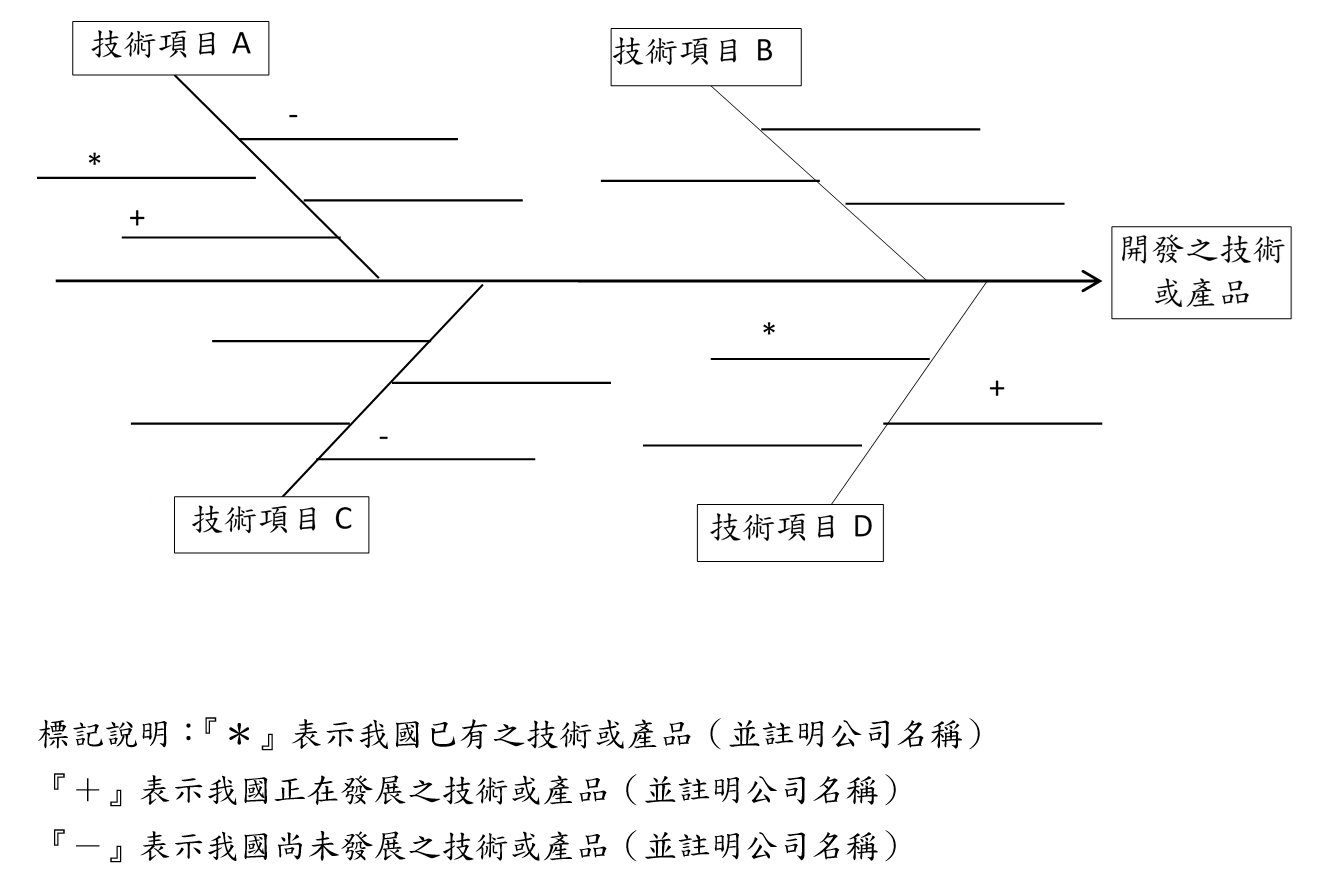 技術項目 A
技術項目 B
-
*
+
開發之技術
或產品
*
+
-
技術項目 C
技術項目 D
標記說明：『＊』表示我國已有之技術或產品（並註明公司名稱）
『＋』表示我國正在發展之技術或產品（並註明公司名稱）
『－』表示我國尚未發展之技術或產品（並註明公司名稱）